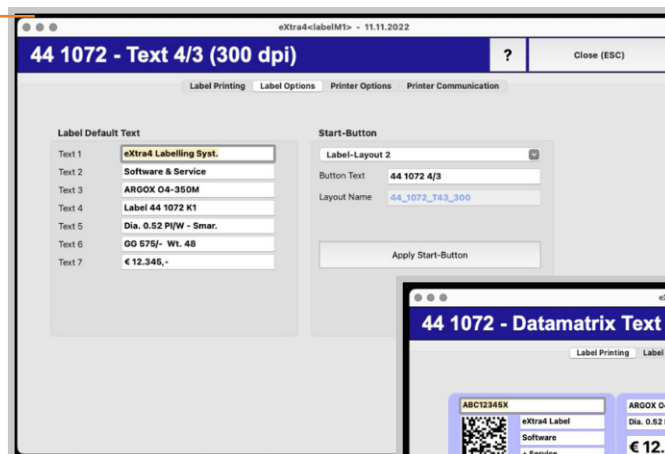 eXtra4<labelM1> - 11.11.2022
44 1072 - Text 4/3 (300 dpi)
?
Close (ESC)
Label Printing
Label Options
Printer Options
Printer Communication
Label Default Text
Text 1 eXtra4 Labelling Syst.
Text 2 Software & Service
Text 3 ARGOX O4-350M
Text 4 Label 44 1072 K1
Text 5 Dia. 0.52 PI/W - Smar.
Text 6 GG 575/- Wt. 48
Text 7 € 12.345,-
Start-Button
Label-Layout 2
Button Text 44 1072 4/3
Layout Name 44_1072_T43_300
Apply Start-Button
44 1072 - Datamatrix Text
Label Printing
Label
ABC12345X
eXtra4 Label
Software
+ Service
ARGOX O
Dia. 0.52
€ 12.